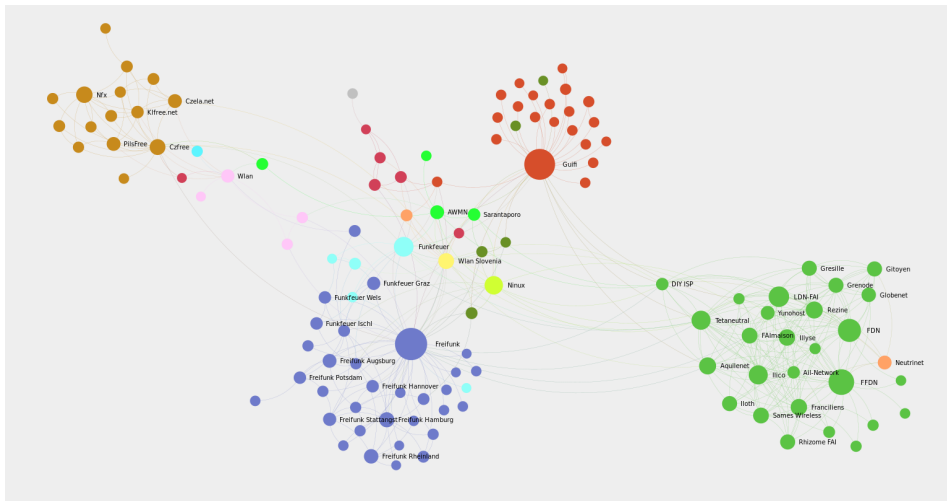 Nfx
Czela.net
Klfree.net
PilsFree
Czfree
Wlan
Guifi
AWMN
Sarantaporo
Funkfeuer
Wlan Slovenia
Funkfeuer Graz
Ninux
Funkfeuer Wels
Funkfeuer Ischl
Freifunk
Freifunk Augsburg
Freifunk Potsdam
Freifunk Hannover
Freifunk Stattangst
Freifunk Hamburg
Freifunk Rheinland
DIY ISP
Gresille
Gitoyen
Grenode
LDN-FAI
Globenet
Yunohost
Rezine
Tetaneutral
FDN
FAImaison
Illyse
Neutrinet
Aquilenet
Ilico
All-Network
FFDN
Iloth
Franciliens
Sames Wireless
Rhizome FAI